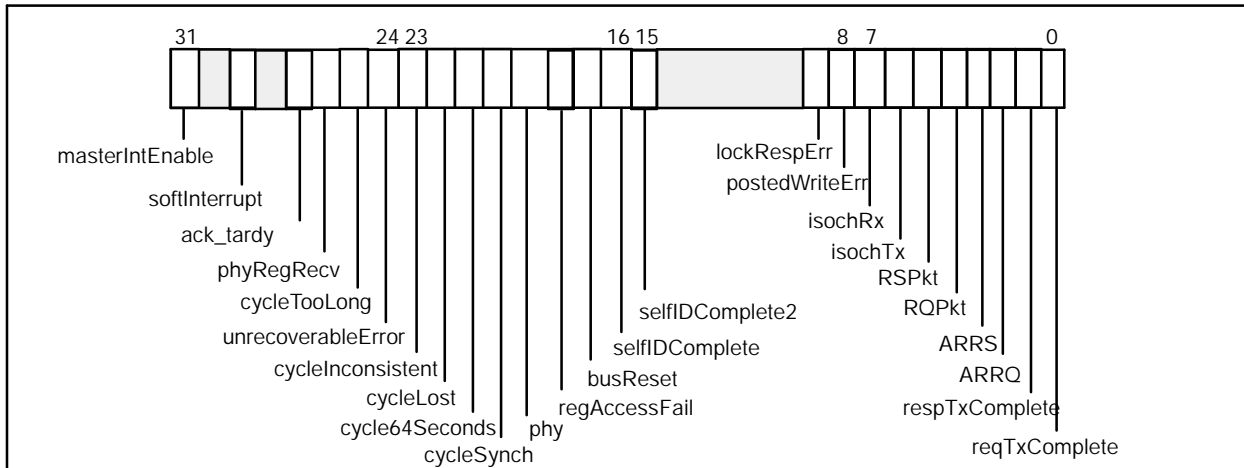 31 24 23 16 15 8 7 0
masterIntEnable
softInterrupt
ack_tardy
phyRegRecv
cycleTooLong
unrecoverableError
cycleInconsistent
cycleLost
cycle64Seconds
cycleSynch
phy
regAccessFail
busReset
selfIDComplete
selfIDComplete2
lockRespErr
postedWriteErr
isochRx
isochTx
RSPkt
RQPkt
ARRS
ARRQ
respTxComplete
reqTxComplete